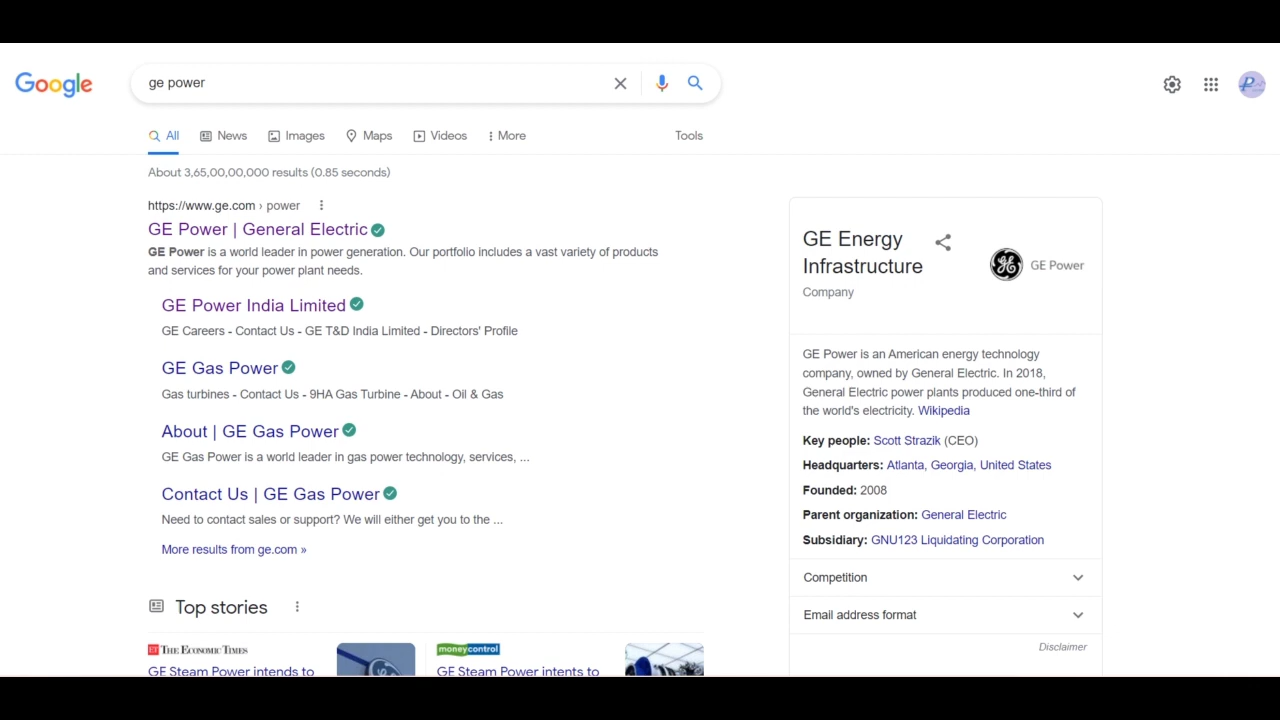 Google
ge power
All
News
Images
Maps
Videos
More
Tools
About 3,65,00,00,000 results (0.85 seconds)
https://www.ge.com › power
GE Power | General Electric
GE Power is a world leader in power generation. Our portfolio includes a vast variety of products
and services for your power plant needs.
GE Power India Limited
GE Careers - Contact Us - GE T&D India Limited - Directors' Profile
GE Gas Power
Gas turbines - Contact Us - 9HA Gas Turbine - About - Oil & Gas
About | GE Gas Power
GE Gas Power is a world leader in gas power technology, services, ...
Contact Us | GE Gas Power
Need to contact sales or support? We will either get you to the ...
More results from ge.com »
Top stories
ET THE ECONOMIC TIMES
GE Steam Power intends to
moneycontrol
GE Steam Power intents to
GE Energy
Infrastructure
Company
GE Power
GE Power is an American energy technology
company, owned by General Electric. In 2018,
General Electric power plants produced one-third of
the world's electricity. Wikipedia
Key people: Scott Strazik (CEO)
Headquarters: Atlanta, Georgia, United States
Founded: 2008
Parent organization: General Electric
Subsidiary: GNU123 Liquidating Corporation
Competition
Email address format
Disclaimer